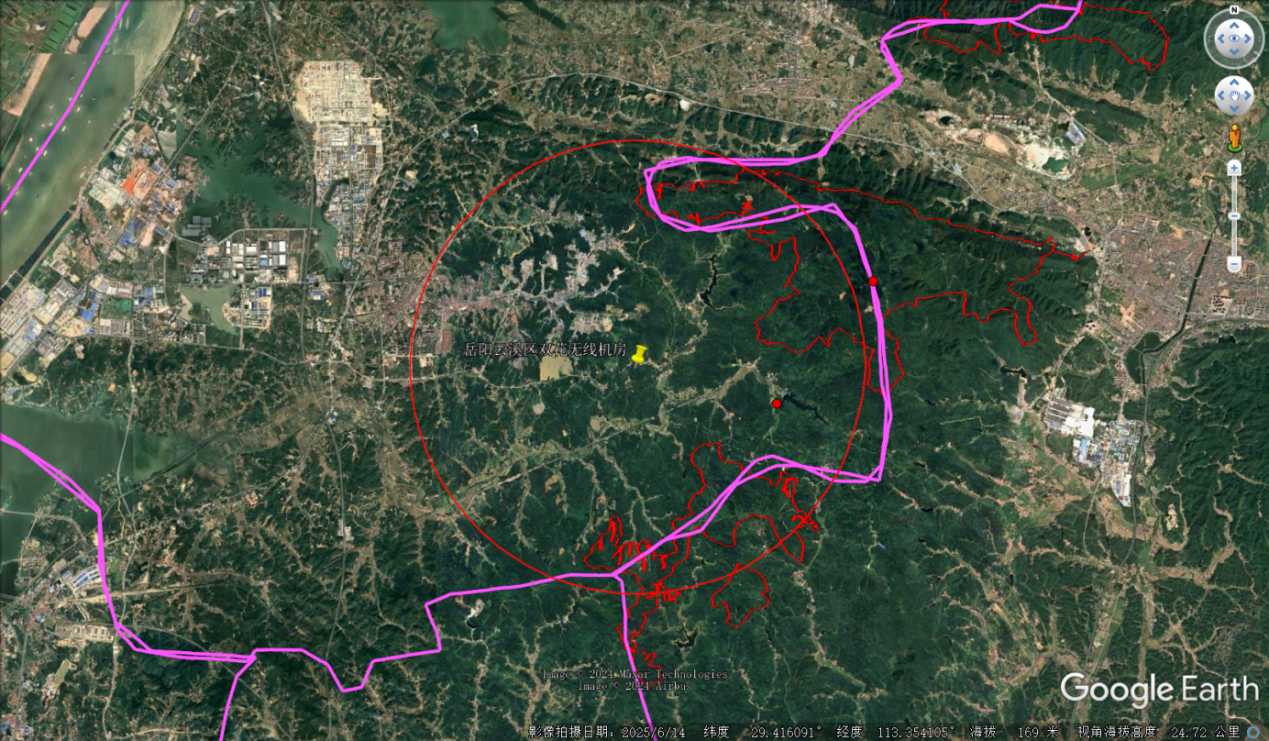 N
岳阳云溪区双花无线机房
Image © 2024 Maxar Technologies
Image © 2024 Airbus
Google Earth
影像拍摄日期: 2025/6/14 纬度 29.416091° 经度 113.354105° 海拔 169 米 视角海拔高度 24.72 公里